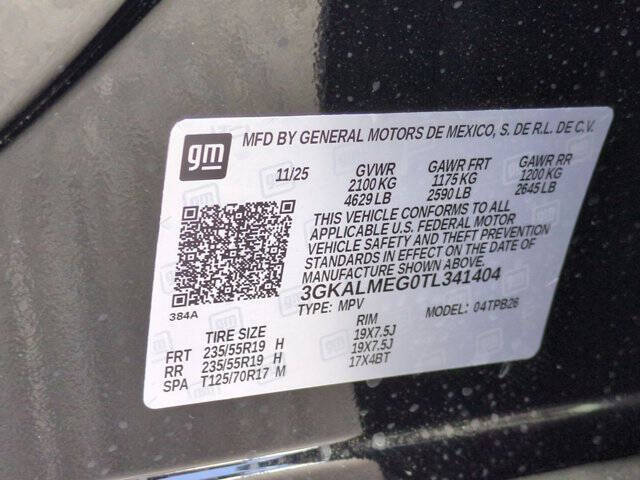 gm
MFD BY GENERAL MOTORS DE MEXICO, S. DE R.L. DE C.V.
11/25 GVWR GAWR FRT GAWR RR
2100 KG 1175 KG 1200 KG
4629 LB 2590 LB 2645 LB
THIS VEHICLE CONFORMS TO ALL
APPLICABLE U.S. FEDERAL MOTOR
VEHICLE SAFETY AND THEFT PREVENTION
STANDARDS IN EFFECT ON THE DATE OF
MANUFACTURE SHOWN ABOVE.
3GKALMEG0TL341404
384A TYPE: MPV MODEL: 04TPB26
TIRE SIZE RIM
FRT 235/55R19 H 19X7.5J
RR 235/55R19 H 19X7.5J
SPA T125/70R17 M 17X4BT